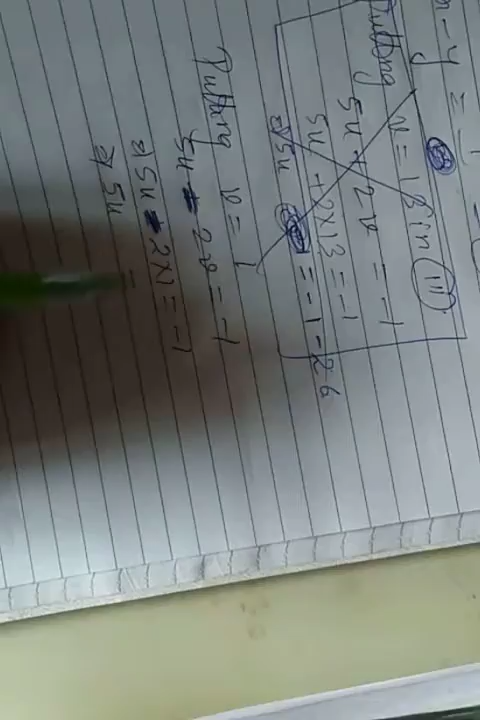 Putting v = 13 in (iii)
5u + 2v = -1
5u + 2×13 = -1
⇒ 5u = -1 - 26
Putting v = 1
5u - 2v = -1
⇒ 5u - 2×1 = -1
⇒ 5u